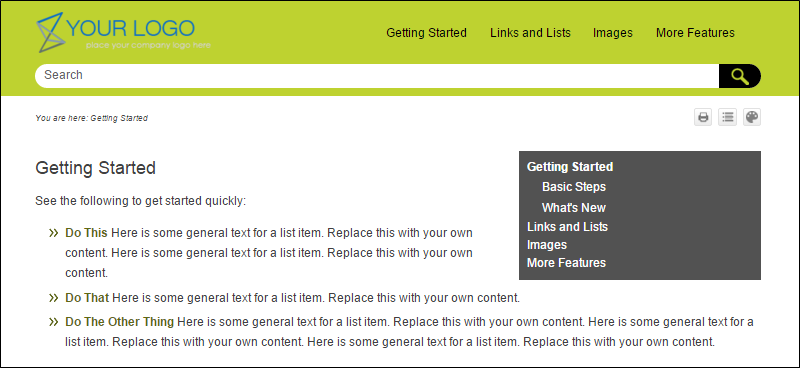 YOUR LOGO
place your company logo here
Getting Started
Links and Lists
Images
More Features
Search
You are here: Getting Started
Getting Started
See the following to get started quickly:
Do This Here is some general text for a list item. Replace this with your own
content. Here is some general text for a list item. Replace this with your own
content.
Do That Here is some general text for a list item. Replace this with your own content.
Do The Other Thing Here is some general text for a list item. Replace this with your own content. Here is some general text for a
list item. Replace this with your own content. Here is some general text for a list item. Replace this with your own content.
Getting Started
Basic Steps
What's New
Links and Lists
Images
More Features